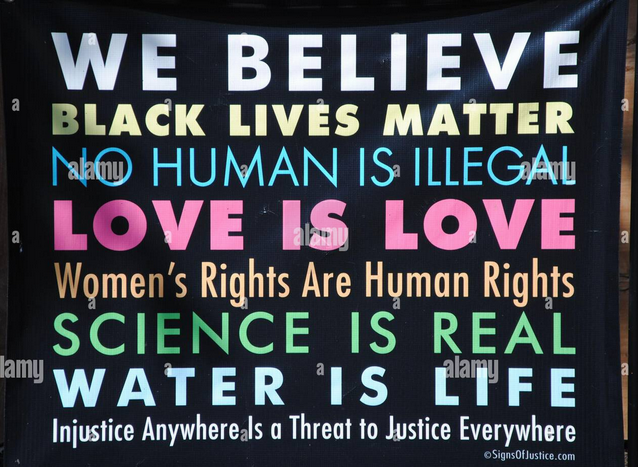 WE BELIEVE
BLACK LIVES MATTER
NO HUMAN IS ILLEGAL
LOVE IS LOVE
Women's Rights Are Human Rights
SCIENCE IS REAL
WATER IS LIFE
Injustice Anywhere Is a Threat to Justice Everywhere
©SignsOfJustice.com